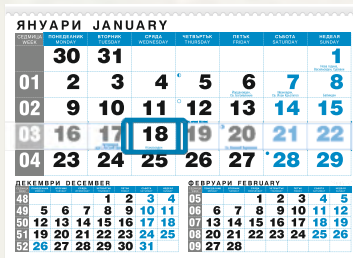 ЯНУАРИ JANUARY
СЕДМИЦА ПОНЕДЕЛНИК ВТОРНИК СРЯДА ЧЕТВЪРТЪК ПЕТЪК СЪБОТА НЕДЕЛЯ
WEEK MONDAY TUESDAY WEDNESDAY THURSDAY FRIDAY SATURDAY SUNDAY
30 31 1
01 2 3 4 5 6 7 8
02 9 10 11 12 13 14 15
03 16 17 18 19 20 21 22
04 23 24 25 26 27 28 29
ДЕКЕМВРИ DECEMBER
48 1 2 3 4
49 5 6 7 8 9 10 11
50 12 13 14 15 16 17 18
51 19 20 21 22 23 24 25
52 26 27 28 29 30 31
ФЕВРУАРИ FEBRUARY
05 1 2 3 4 5
06 6 7 8 9 10 11 12
07 13 14 15 16 17 18 19
08 20 21 22 23 24 25 26
09 27 28